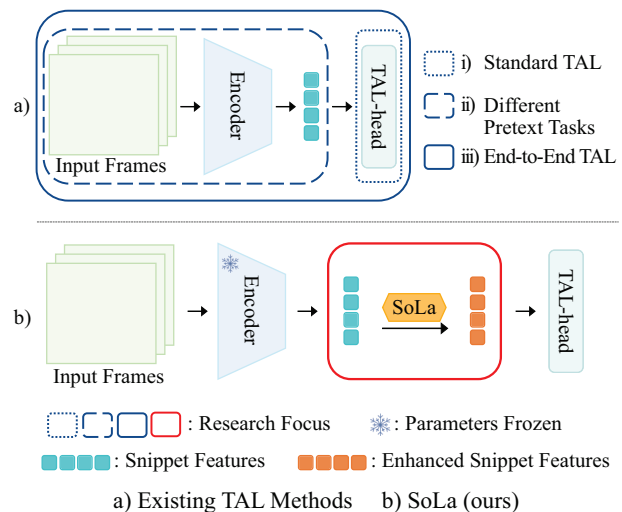 a)
Input Frames
Encoder
TAL-head
i) Standard TAL
ii) Different
Pretext Tasks
iii) End-to-End TAL
b)
Input Frames
Encoder
SoLa
TAL-head
: Research Focus
: Parameters Frozen
: Snippet Features
: Enhanced Snippet Features
a) Existing TAL Methods b) SoLa (ours)